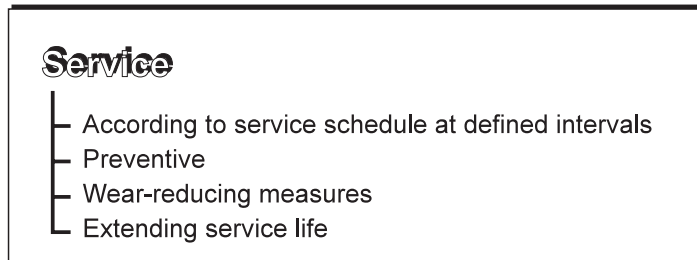 Service
According to service schedule at defined intervals
Preventive
Wear-reducing measures
Extending service life